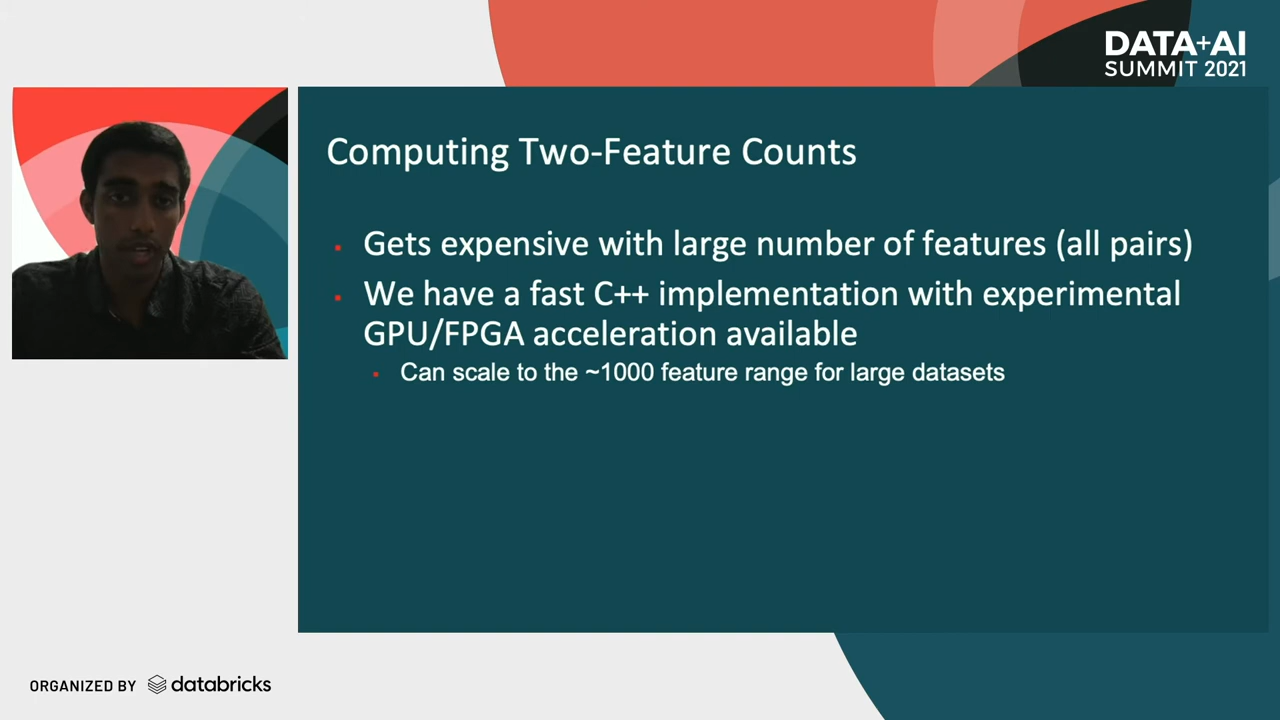 DATA+AI
SUMMIT 2021
Computing Two-Feature Counts
Gets expensive with large number of features (all pairs)
We have a fast C++ implementation with experimental
GPU/FPGA acceleration available
Can scale to the ~1000 feature range for large datasets
ORGANIZED BY databricks